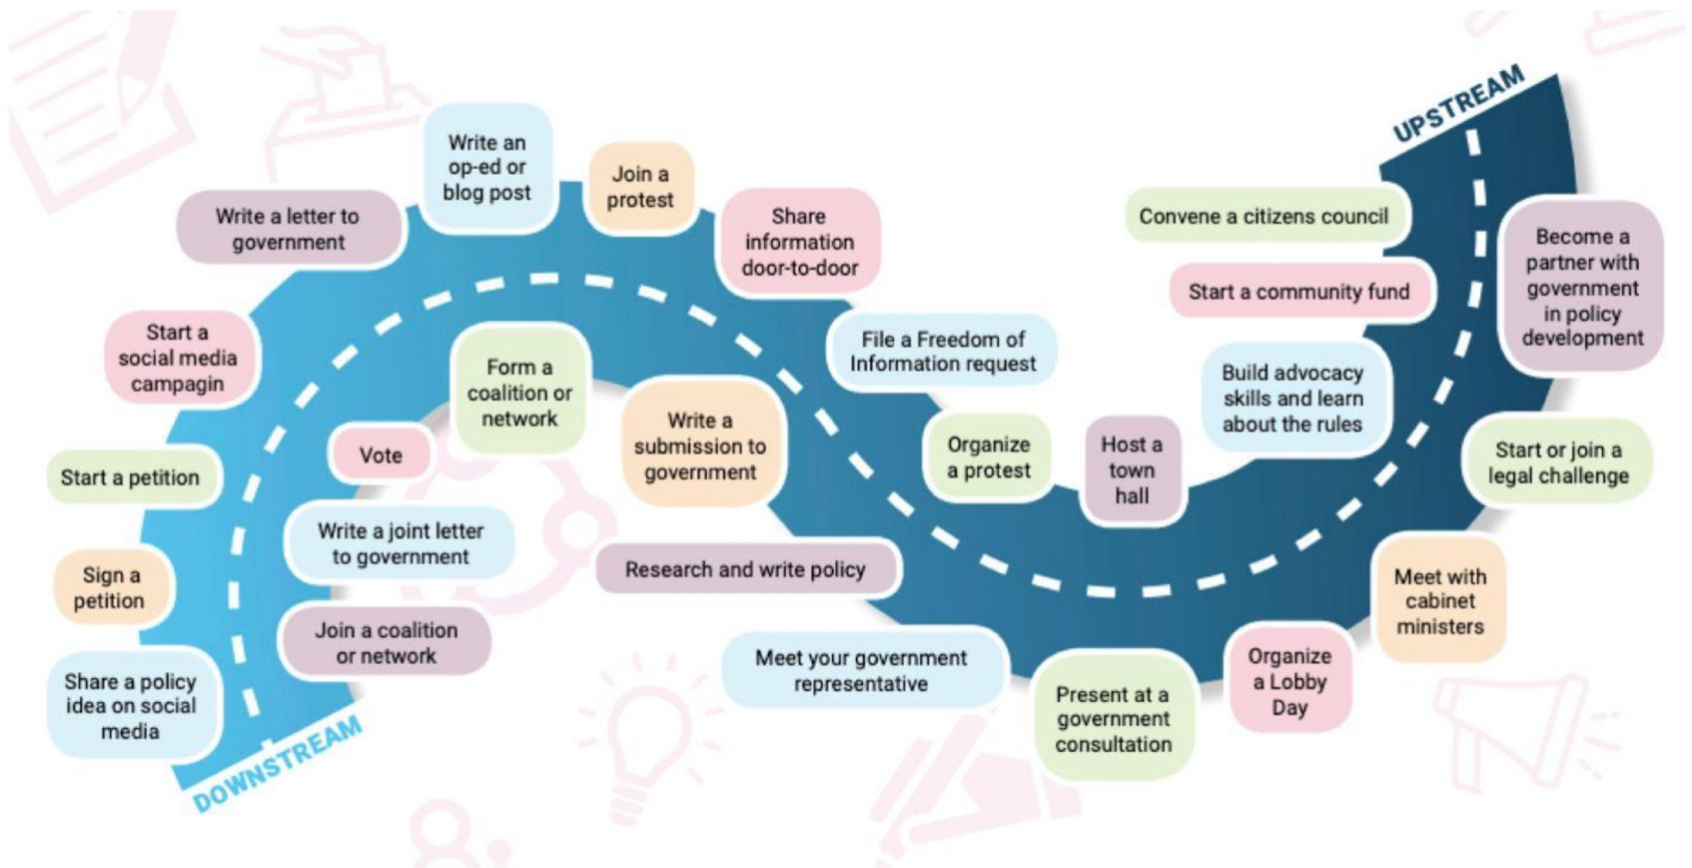 UPSTREAM
Write an
op-ed or
blog post
Join a
protest
Write a letter to
government
Share
information
door-to-door
Convene a citizens council
Become a
partner with
government
in policy
development
Start a community fund
Start a
social media
campagin
Form a
coalition or
network
File a Freedom of
Information request
Build advocacy
skills and learn
about the rules
Vote
Write a
submission to
government
Organize
a protest
Host a
town
hall
Start or join a
legal challenge
Start a petition
Write a joint letter
to government
Research and write policy
Sign a
petition
Meet with
cabinet
ministers
Join a coalition
or network
Meet your government
representative
Organize
a Lobby
Day
Share a policy
idea on social
media
Present at a
government
consultation
DOWNSTREAM